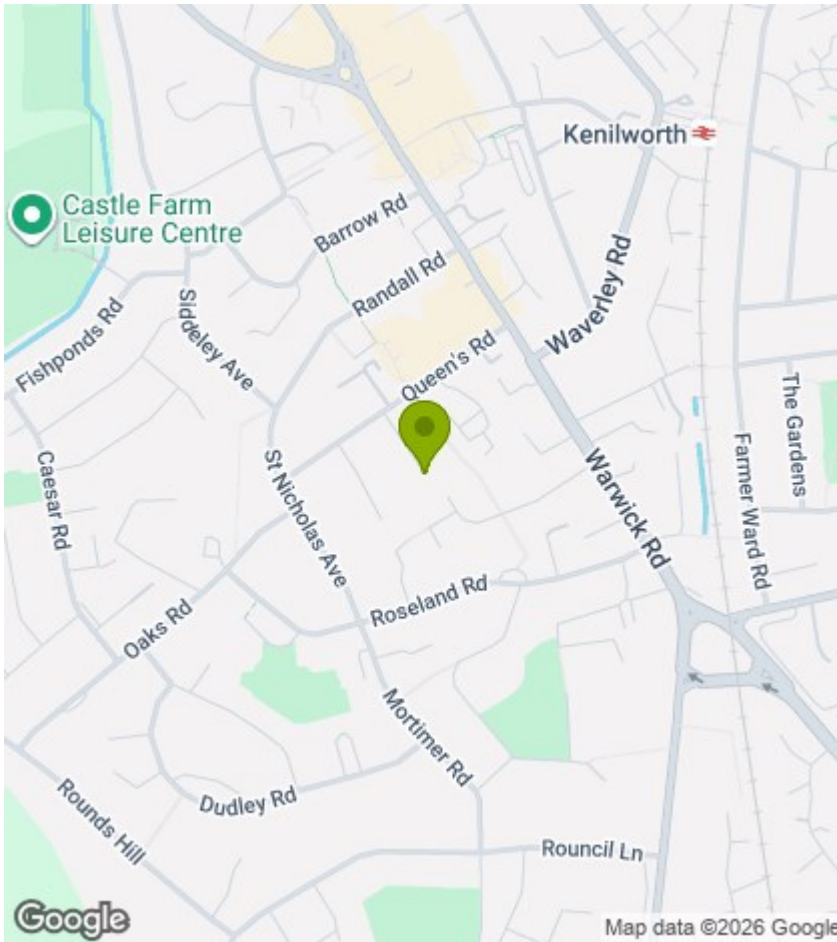 Kenilworth
Castle Farm
Leisure Centre
Barrow Rd
Randall Rd
Waverley Rd
Fishponds Rd
Siddeley Ave
Queen's Rd
The Gardens
Caesar Rd
St Nicholas Ave
Warwick Rd
Farmer Ward Rd
Roseland Rd
Oaks Rd
Mortimer Rd
Dudley Rd
Rounds Hill
Rouncil Ln
Google
Map data ©2026 Google